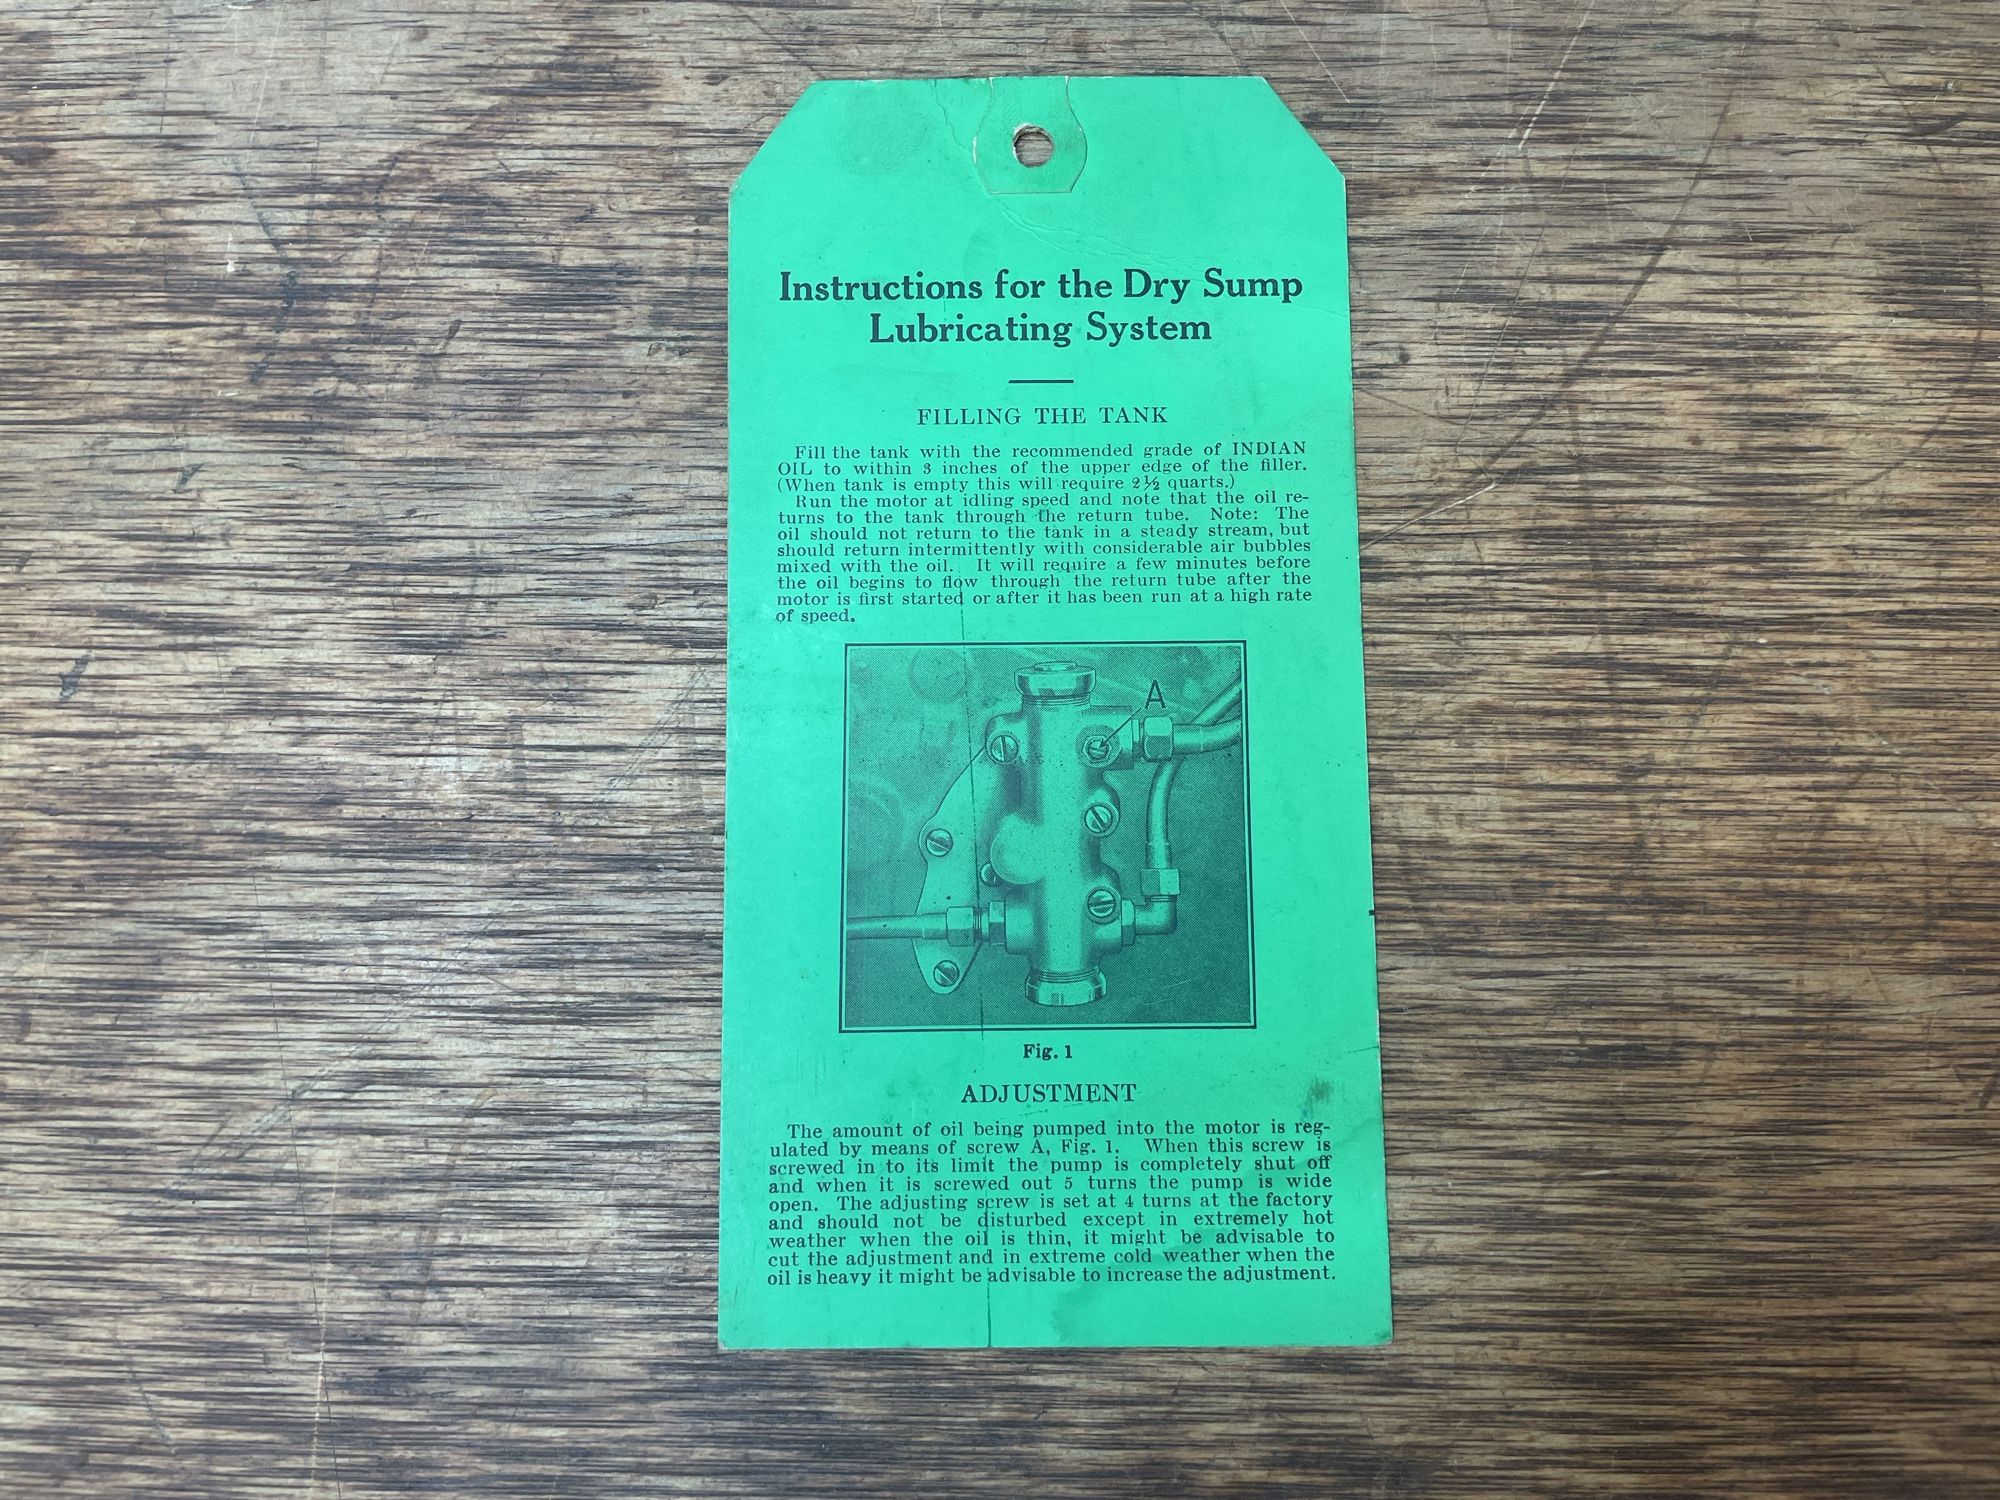 Instructions for the Dry Sump
Lubricating System
FILLING THE TANK
Fill the tank with the recommended grade of INDIAN
OIL to within 3 inches of the upper edge of the filler.
(When tank is empty this will require 2½ quarts.)
Run the motor at idling speed and note that the oil re-
turns to the tank through the return tube. Note: The
oil should not return to the tank in a steady stream, but
should return intermittently with considerable air bubbles
mixed with the oil. It will require a few minutes before
the oil begins to flow through the return tube after the
motor is first started or after it has been run at a high rate
of speed.
A
Fig. 1
ADJUSTMENT
The amount of oil being pumped into the motor is reg-
ulated by means of screw A, Fig. 1. When this screw is
screwed in to its limit the pump is completely shut off
and when it is screwed out 5 turns the pump is wide
open. The adjusting screw is set at 4 turns at the factory
and should not be disturbed except in extremely hot
weather when the oil is thin, it might be advisable to
cut the adjustment and in extreme cold weather when the
oil is heavy it might be advisable to increase the adjustment.